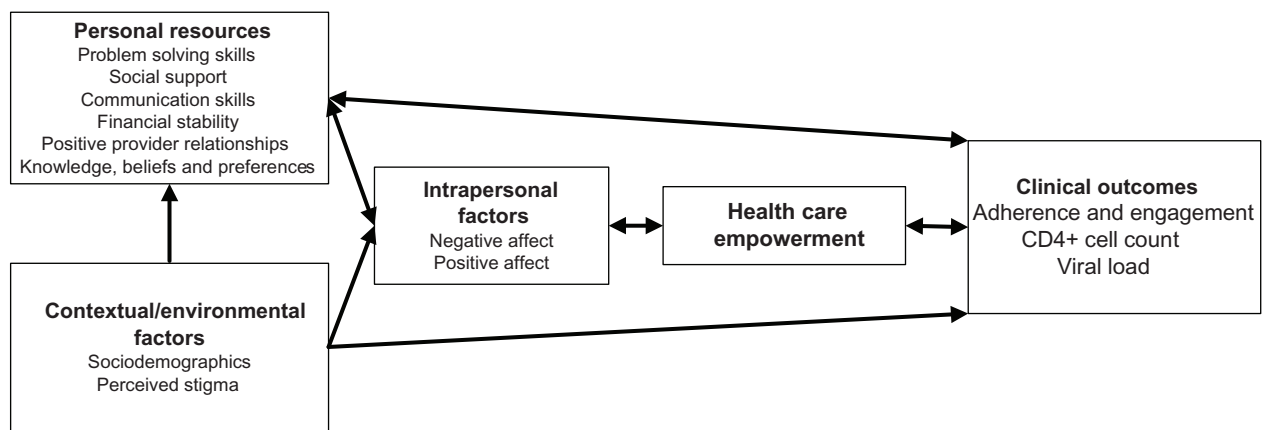 Personal resources
Problem solving skills
Social support
Communication skills
Financial stability
Positive provider relationships
Knowledge, beliefs and preferences
Contextual/environmental
factors
Sociodemographics
Perceived stigma
Intrapersonal
factors
Negative affect
Positive affect
Health care
empowerment
Clinical outcomes
Adherence and engagement
CD4+ cell count
Viral load